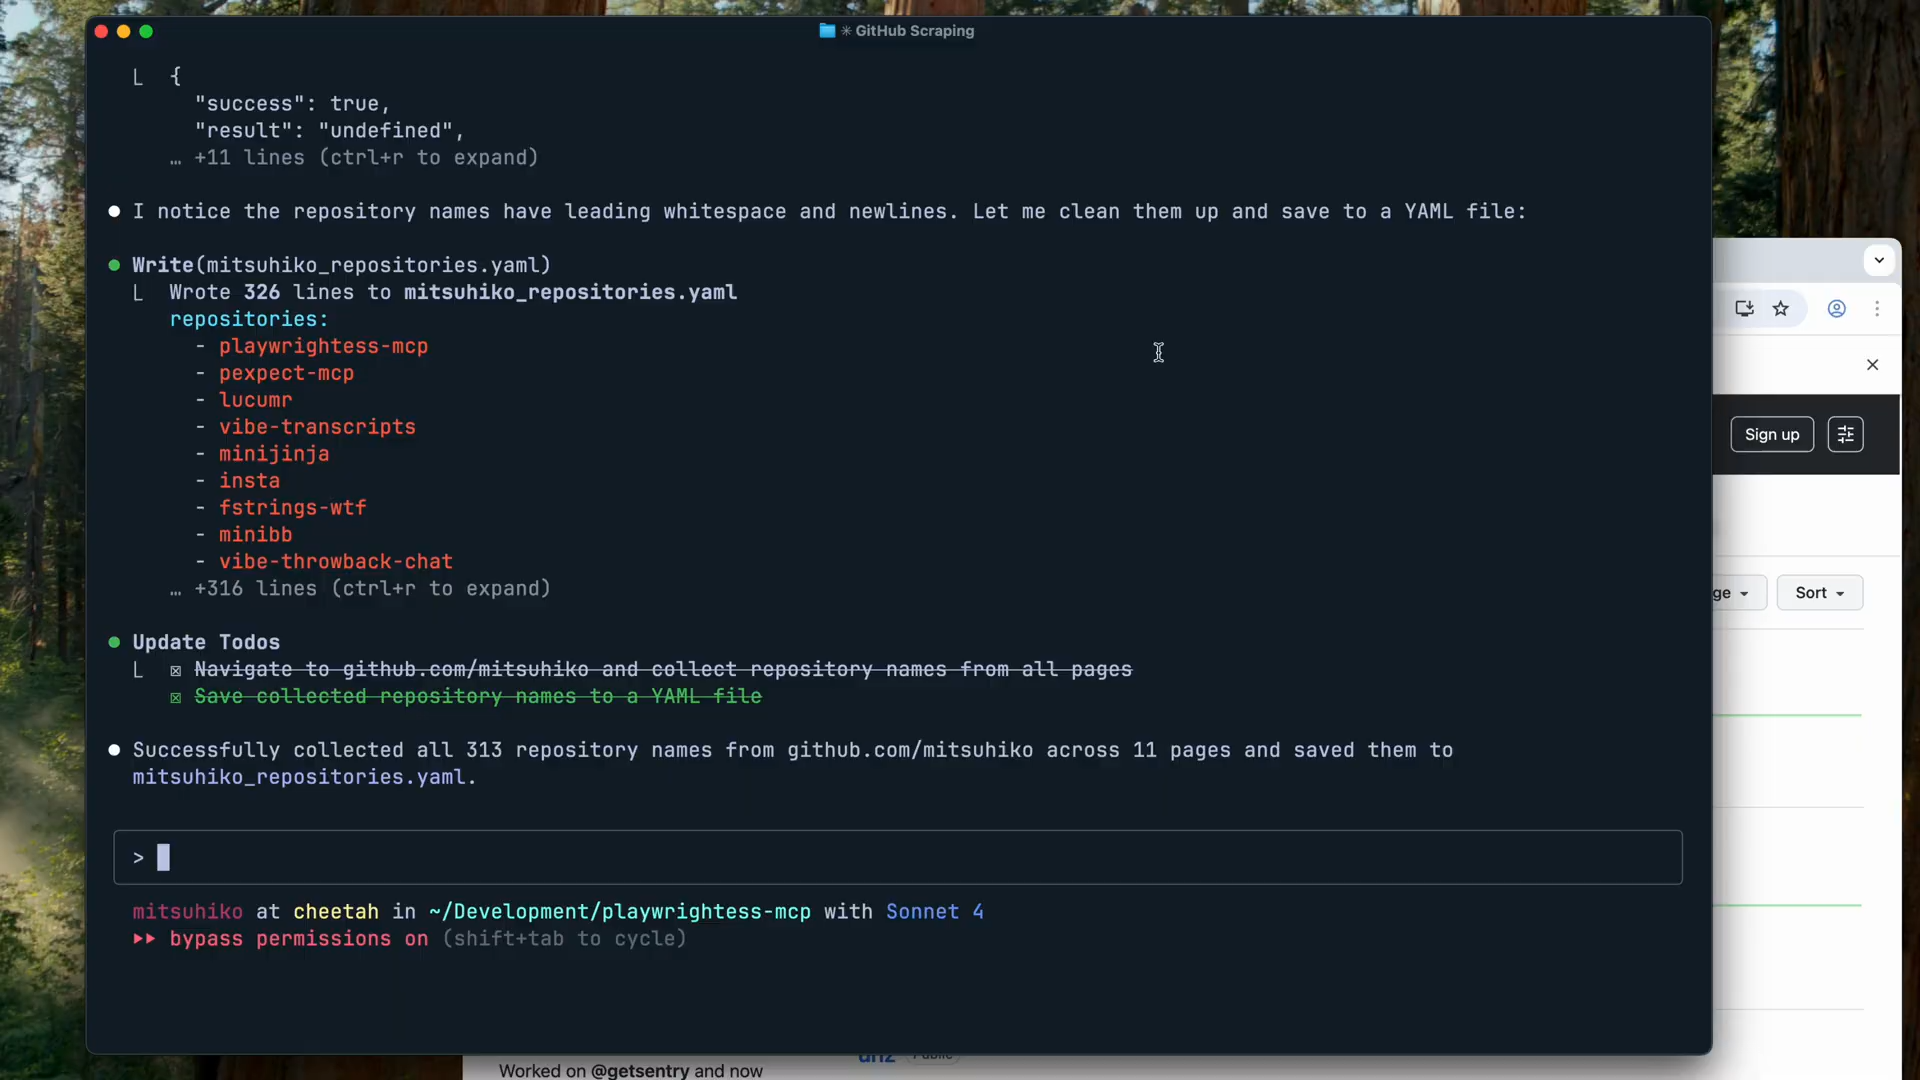 ✳ GitHub Scraping
⎿ {
"success": true,
"result": "undefined",
… +11 lines (ctrl+r to expand)
● I notice the repository names have leading whitespace and newlines. Let me clean them up and save to a YAML file:
● Write(mitsuhiko_repositories.yaml)
⎿ Wrote 326 lines to mitsuhiko_repositories.yaml
repositories:
- playwrightess-mcp
- pexpect-mcp
- lucumr
- vibe-transcripts
- minijinja
- insta
- fstrings-wtf
- minibb
- vibe-throwback-chat
… +316 lines (ctrl+r to expand)
● Update Todos
⎿ ☒ Navigate to github.com/mitsuhiko and collect repository names from all pages
☒ Save collected repository names to a YAML file
● Successfully collected all 313 repository names from github.com/mitsuhiko across 11 pages and saved them to
mitsuhiko_repositories.yaml.
>
mitsuhiko at cheetah in ~/Development/playwrightess-mcp with Sonnet 4
▸▸ bypass permissions on (shift+tab to cycle)
Sign up
ge
Sort
Public
Worked on @getsentry and now